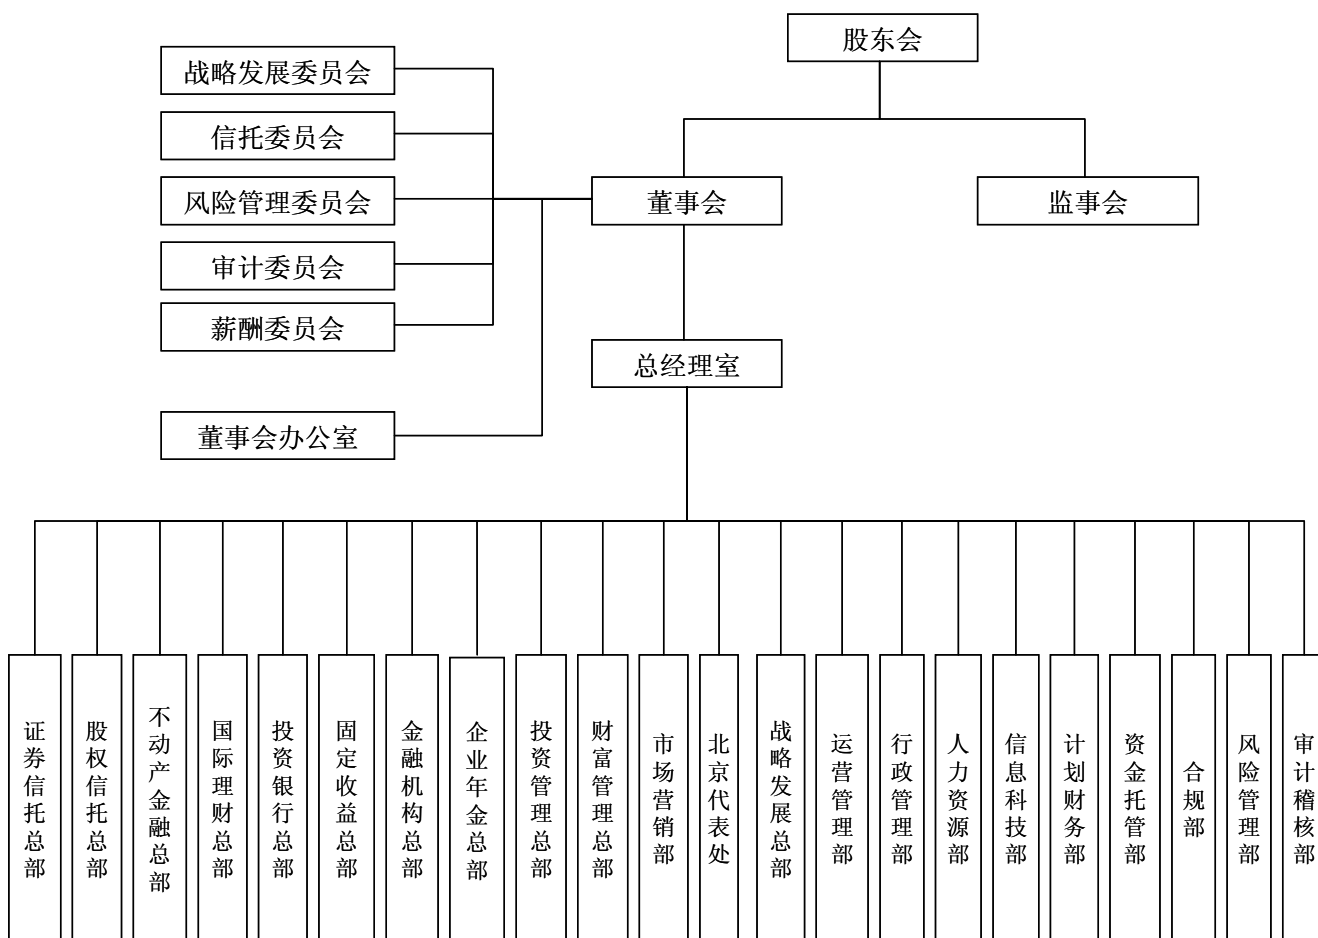 股东会
战略发展委员会
信托委员会
风险管理委员会
董事会
监事会
审计委员会
薪酬委员会
总经理室
董事会办公室
证券信托总部
股权信托总部
不动产金融总部
国际理财总部
投资银行总部
固定收益总部
金融机构总部
企业年金总部
投资管理总部
财富管理总部
市场营销部
北京代表处
战略发展总部
运营管理部
行政管理部
人力资源部
信息科技部
计划财务部
资金托管部
合规部
风险管理部
审计稽核部